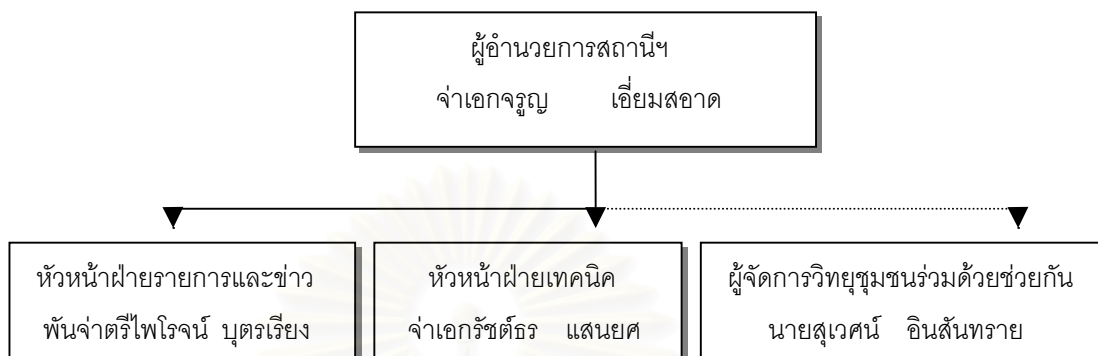 ผู้อำนวยการสถานีฯ
จ่าเอกจรูญ เอี่ยมสอาด
หัวหน้าฝ่ายรายการและข่าว
พันจ่าตรีไพโรจน์ บุตรเรียง
หัวหน้าฝ่ายเทคนิค
จ่าเอกรัชต์ธร แสนยศ
ผู้จัดการวิทยุชุมชนร่วมด้วยช่วยกัน
นายสุเวศน์ อินสันทราย